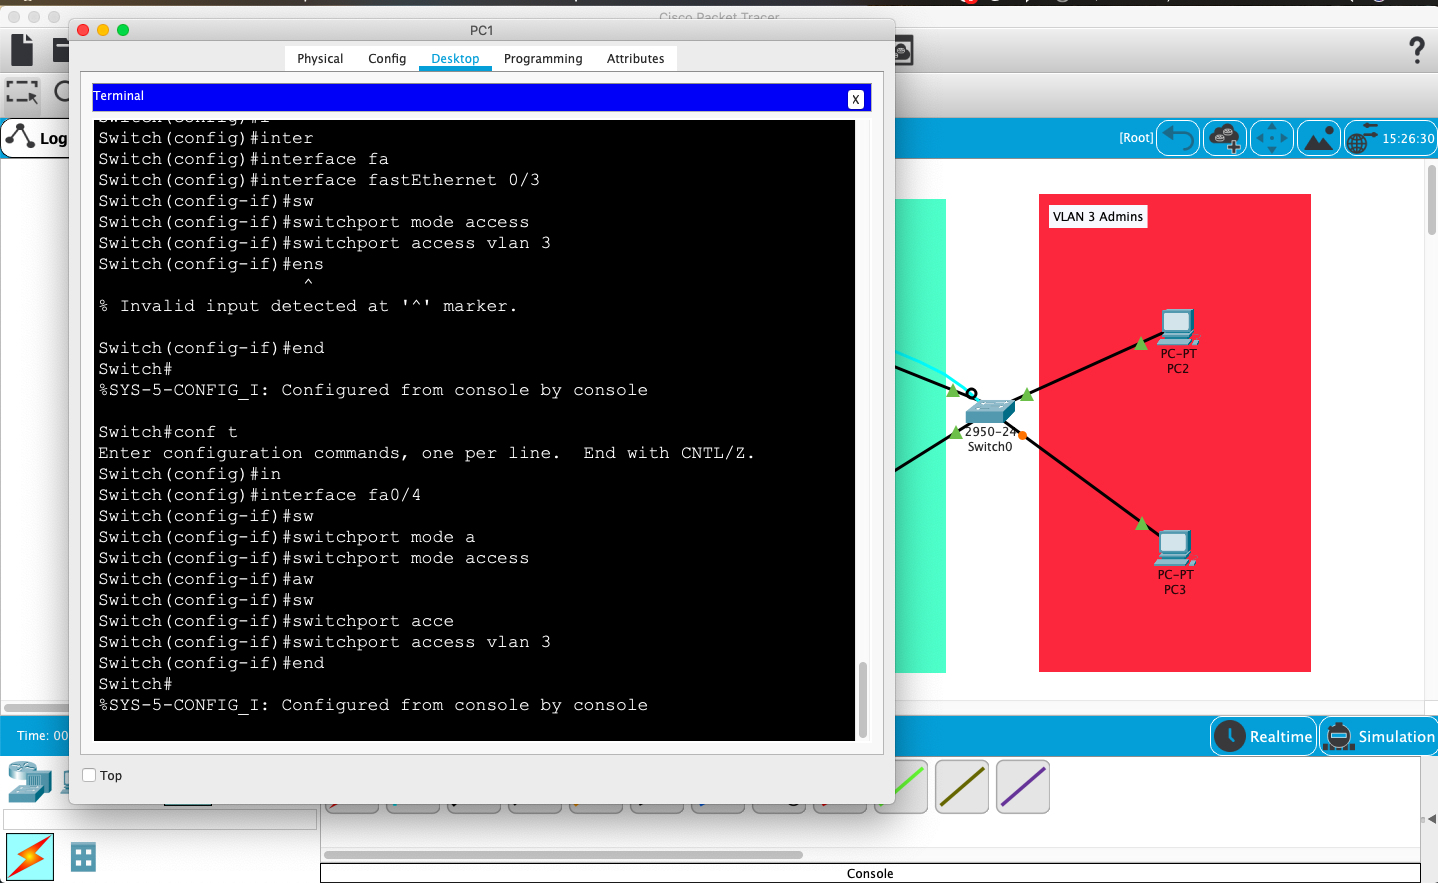 Cisco Packet Tracer
PC1
Physical
Config
Desktop
Programming
Attributes
Terminal
X
Switch(config)#i
Switch(config)#inter
Switch(config)#interface fa
Switch(config)#interface fastEthernet 0/3
Switch(config-if)#sw
Switch(config-if)#switchport mode access
Switch(config-if)#switchport access vlan 3
Switch(config-if)#ens
^
% Invalid input detected at '^' marker.
Switch(config-if)#end
Switch#
%SYS-5-CONFIG_I: Configured from console by console
Switch#conf t
Enter configuration commands, one per line.  End with CNTL/Z.
Switch(config)#in
Switch(config)#interface fa0/4
Switch(config-if)#sw
Switch(config-if)#switchport mode a
Switch(config-if)#switchport mode access
Switch(config-if)#aw
Switch(config-if)#sw
Switch(config-if)#switchport acce
Switch(config-if)#switchport access vlan 3
Switch(config-if)#end
Switch#
%SYS-5-CONFIG_I: Configured from console by console
Top
?
Log
[Root]
15:26:30
VLAN 3 Admins
PC-PT
PC2
2950-24
Switch0
PC-PT
PC3
Time: 00
Realtime
Simulation
Console